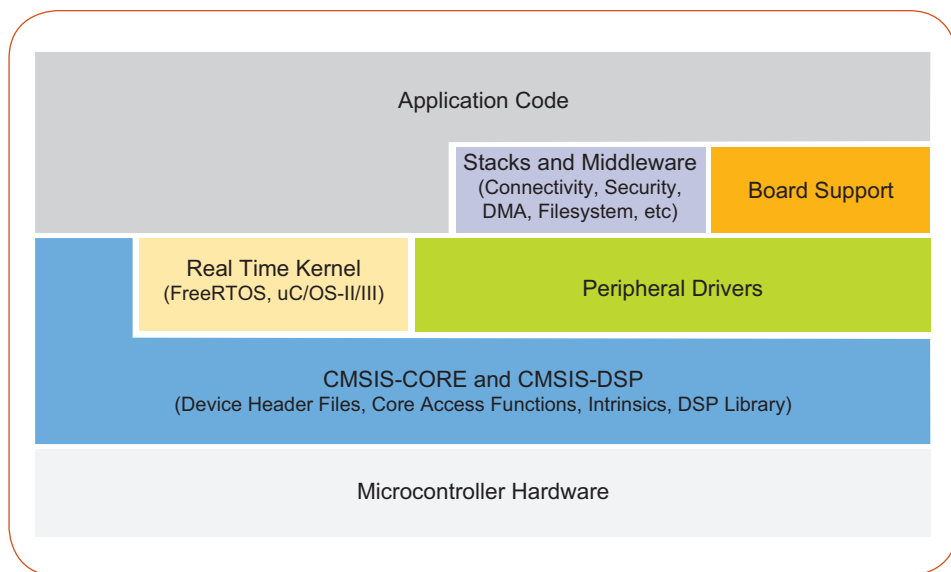 Application Code
Stacks and Middleware
(Connectivity, Security,
DMA, Filesystem, etc)
Board Support
Real Time Kernel
(FreeRTOS, uC/OS-II/III)
Peripheral Drivers
CMSIS-CORE and CMSIS-DSP
(Device Header Files, Core Access Functions, Intrinsics, DSP Library)
Microcontroller Hardware